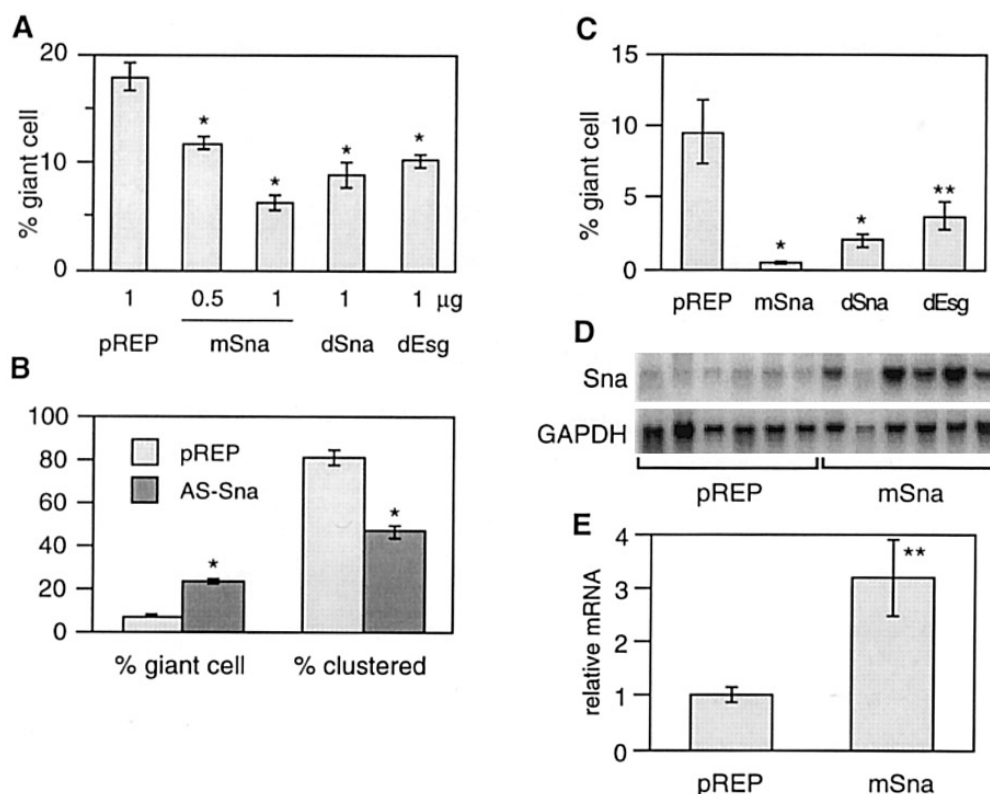 A
20
10
0
% giant cell
*
*
*
*
1 0.5 1 1 1 μg
pREP mSna dSna dEsg
B
100
80
60
40
20
0
pREP
AS-Sna
*
*
% giant cell % clustered
C
15
10
5
0
% giant cell
*
*
**
pREP mSna dSna dEsg
D
Sna
GAPDH
pREP mSna
E
4
3
2
1
0
relative mRNA
**
pREP mSna